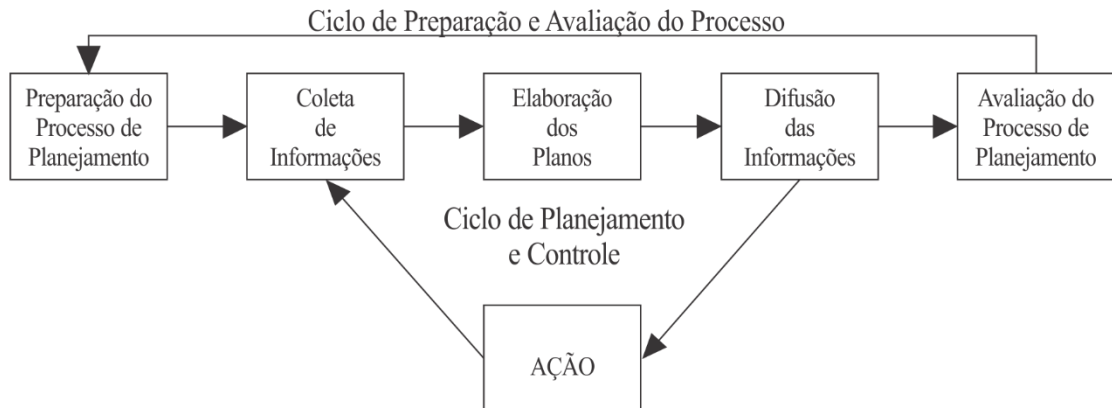 Ciclo de Preparação e Avaliação do Processo
Preparação do
Processo de
Planejamento
Coleta
de
Informações
Elaboração
dos
Planos
Difusão
das
Informações
Avaliação do
Processo de
Planejamento
Ciclo de Planejamento
e Controle
AÇÃO